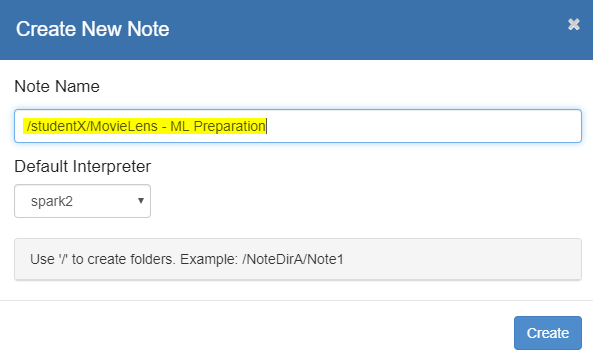 Create New Note
Note Name
/studentX/MovieLens - ML Preparation
Default Interpreter
spark2
Use '/' to create folders. Example: /NoteDirA/Note1
Create